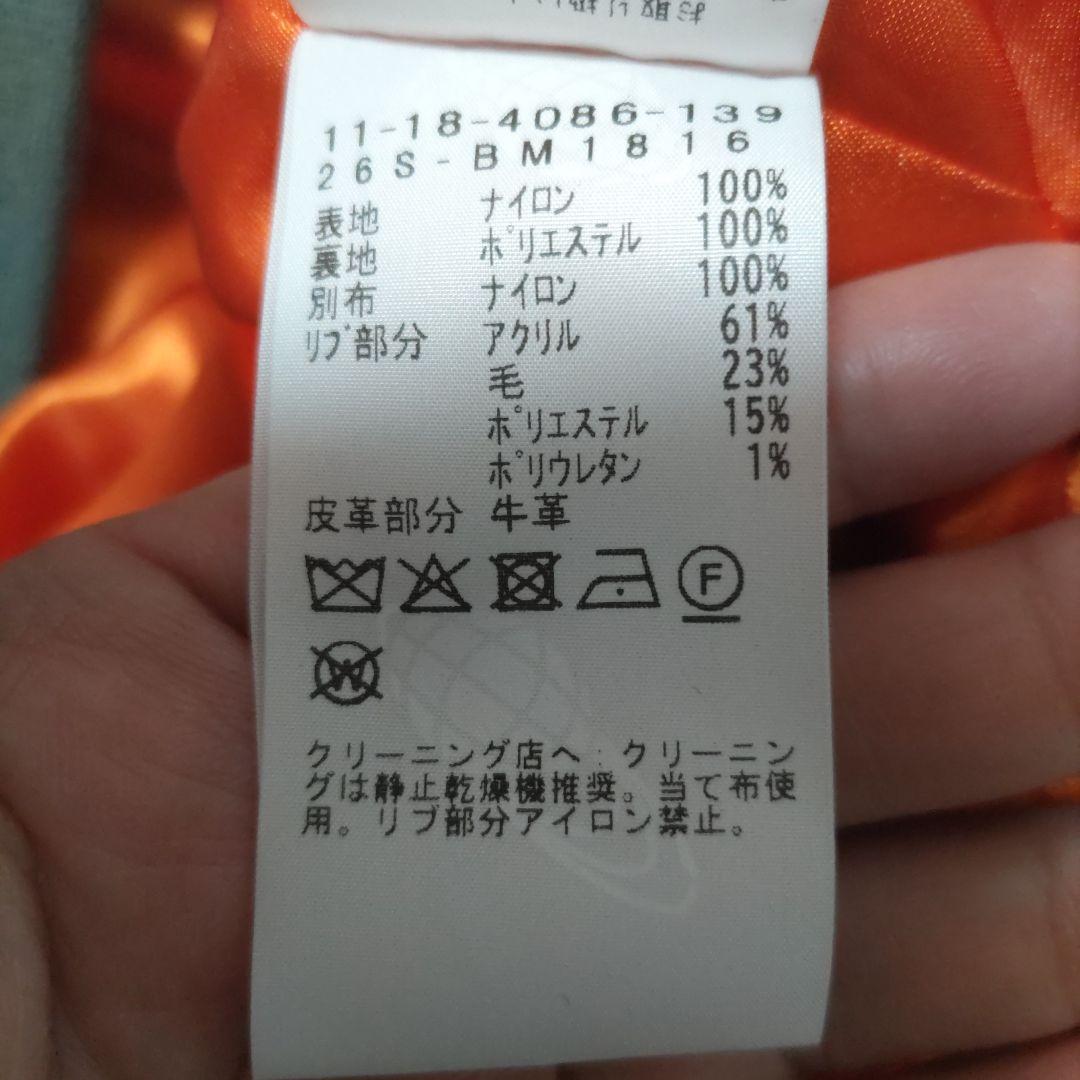 11-18-4086-139
26S-BM1816
表地 ナイロン 100%
裏地 ポリエステル 100%
別布 ナイロン 100%
リブ部分 アクリル 61%
毛 23%
ポリエステル 15%
ポリウレタン 1%
皮革部分 牛革
F
W
クリーニング店へ:クリーニン
グは静止乾燥機推奨。当て布使
用。リブ部分アイロン禁止。